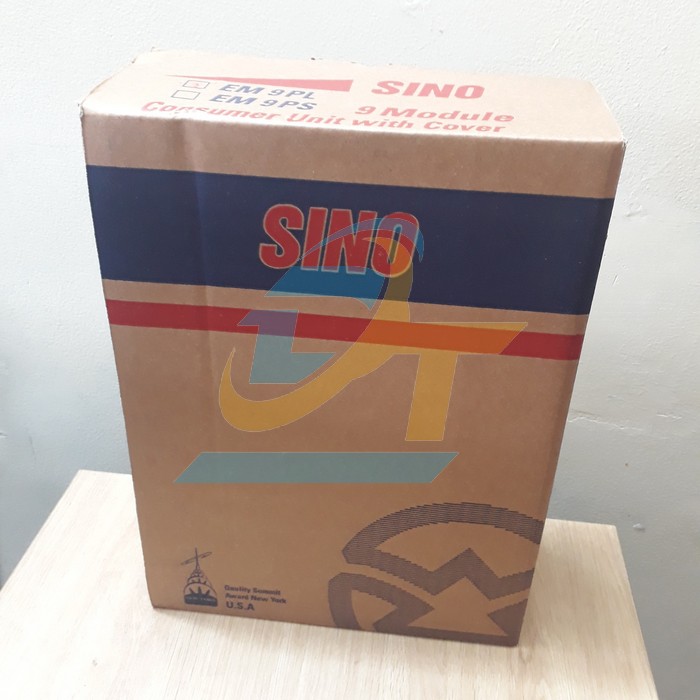 SINO
EM 9PL
EM 9PS
9 Module
Consumer Unit with Cover
SINO
Quality Summit
Award New York
U.S.A